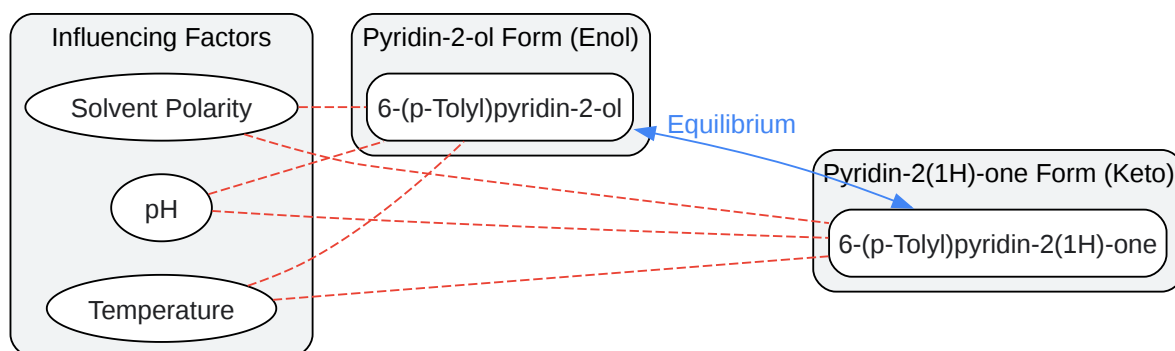 Influencing Factors
Solvent Polarity
pH
Temperature
Pyridin-2-ol Form (Enol)
6-(p-Tolyl)pyridin-2-ol
Equilibrium
Pyridin-2(1H)-one Form (Keto)
6-(p-Tolyl)pyridin-2(1H)-one